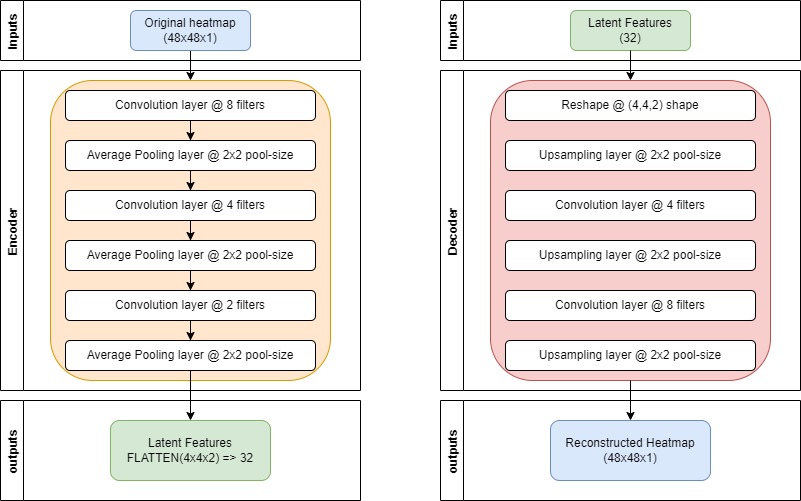 Inputs
Original heatmap
(48x48x1)
Encoder
Convolution layer @ 8 filters
Average Pooling layer @ 2x2 pool-size
Convolution layer @ 4 filters
Average Pooling layer @ 2x2 pool-size
Convolution layer @ 2 filters
Average Pooling layer @ 2x2 pool-size
outputs
Latent Features
FLATTEN(4x4x2) => 32
Inputs
Latent Features
(32)
Decoder
Reshape @ (4,4,2) shape
Upsampling layer @ 2x2 pool-size
Convolution layer @ 4 filters
Upsampling layer @ 2x2 pool-size
Convolution layer @ 8 filters
Upsampling layer @ 2x2 pool-size
outputs
Reconstructed Heatmap
(48x48x1)